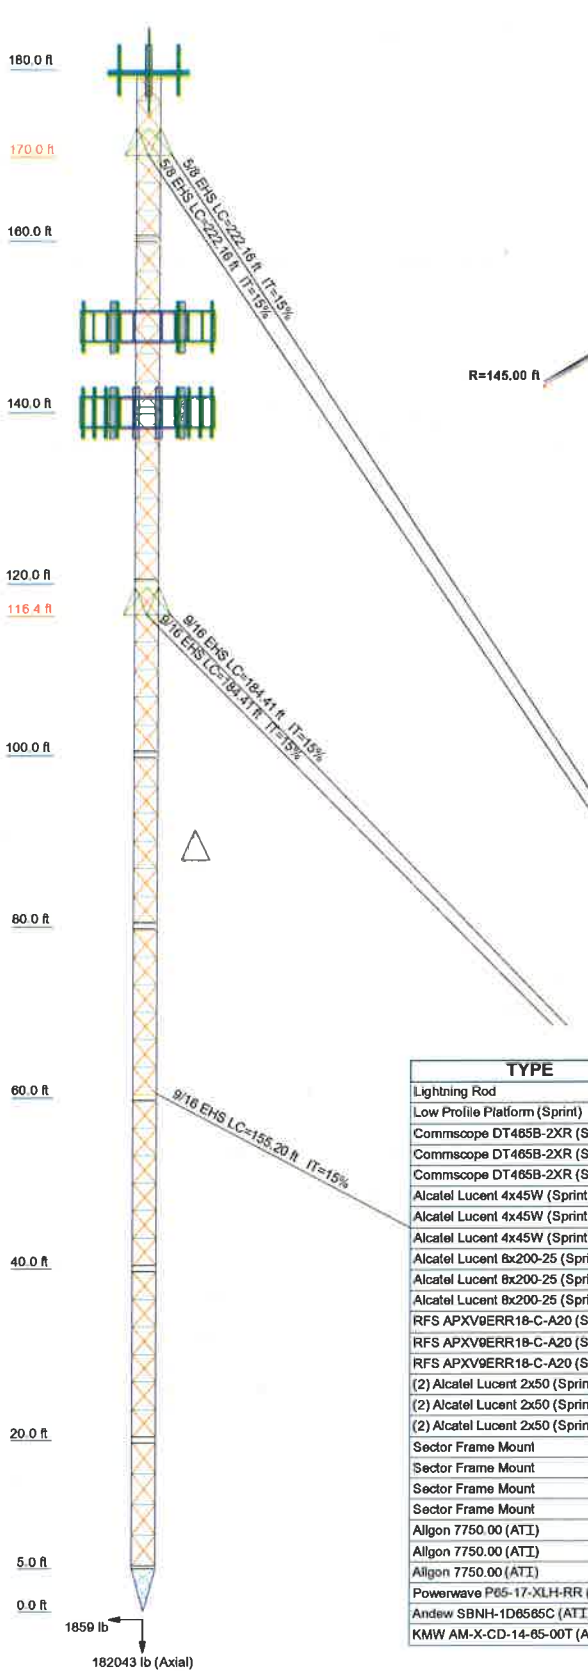 180.0 ft
170.0 ft
160.0 ft
140.0 ft
120.0 ft
116.4 ft
100.0 ft
80.0 ft
60.0 ft
40.0 ft
20.0 ft
5.0 ft
0.0 ft
5/8 EHS LC=222.16 ft IT=15%
5/8 EHS LC=222.16 ft IT=15%
R=145.00 ft
9/16 EHS LC=184.41 ft IT=15%
9/16 EHS LC=184.41 ft IT=15%
9/16 EHS LC=155.20 ft IT=15%
1859 lb
182043 lb (Axial)
TYPE
Lightning Rod
Low Profile Platform (Sprint)
Commscope DT465B-2XR (S
Commscope DT465B-2XR (S
Commscope DT465B-2XR (S
Alcatel Lucent 4x45W (Sprint
Alcatel Lucent 4x45W (Sprint
Alcatel Lucent 4x45W (Sprint
Alcatel Lucent 8x200-25 (Spri
Alcatel Lucent 8x200-25 (Spri
Alcatel Lucent 8x200-25 (Spri
RFS APXV9ERR18-C-A20 (S
RFS APXV9ERR18-C-A20 (S
RFS APXV9ERR18-C-A20 (S
(2) Alcatel Lucent 2x50 (Sprin
(2) Alcatel Lucent 2x50 (Sprin
(2) Alcatel Lucent 2x50 (Sprin
Sector Frame Mount
Sector Frame Mount
Sector Frame Mount
Sector Frame Mount
Allgon 7750.00 (ATI)
Allgon 7750.00 (ATI)
Allgon 7750.00 (ATI)
Powerwave P65-17-XLH-RR (
Andew SBNH-1D6565C (ATI
KMW AM-X-CD-14-65-00T (A